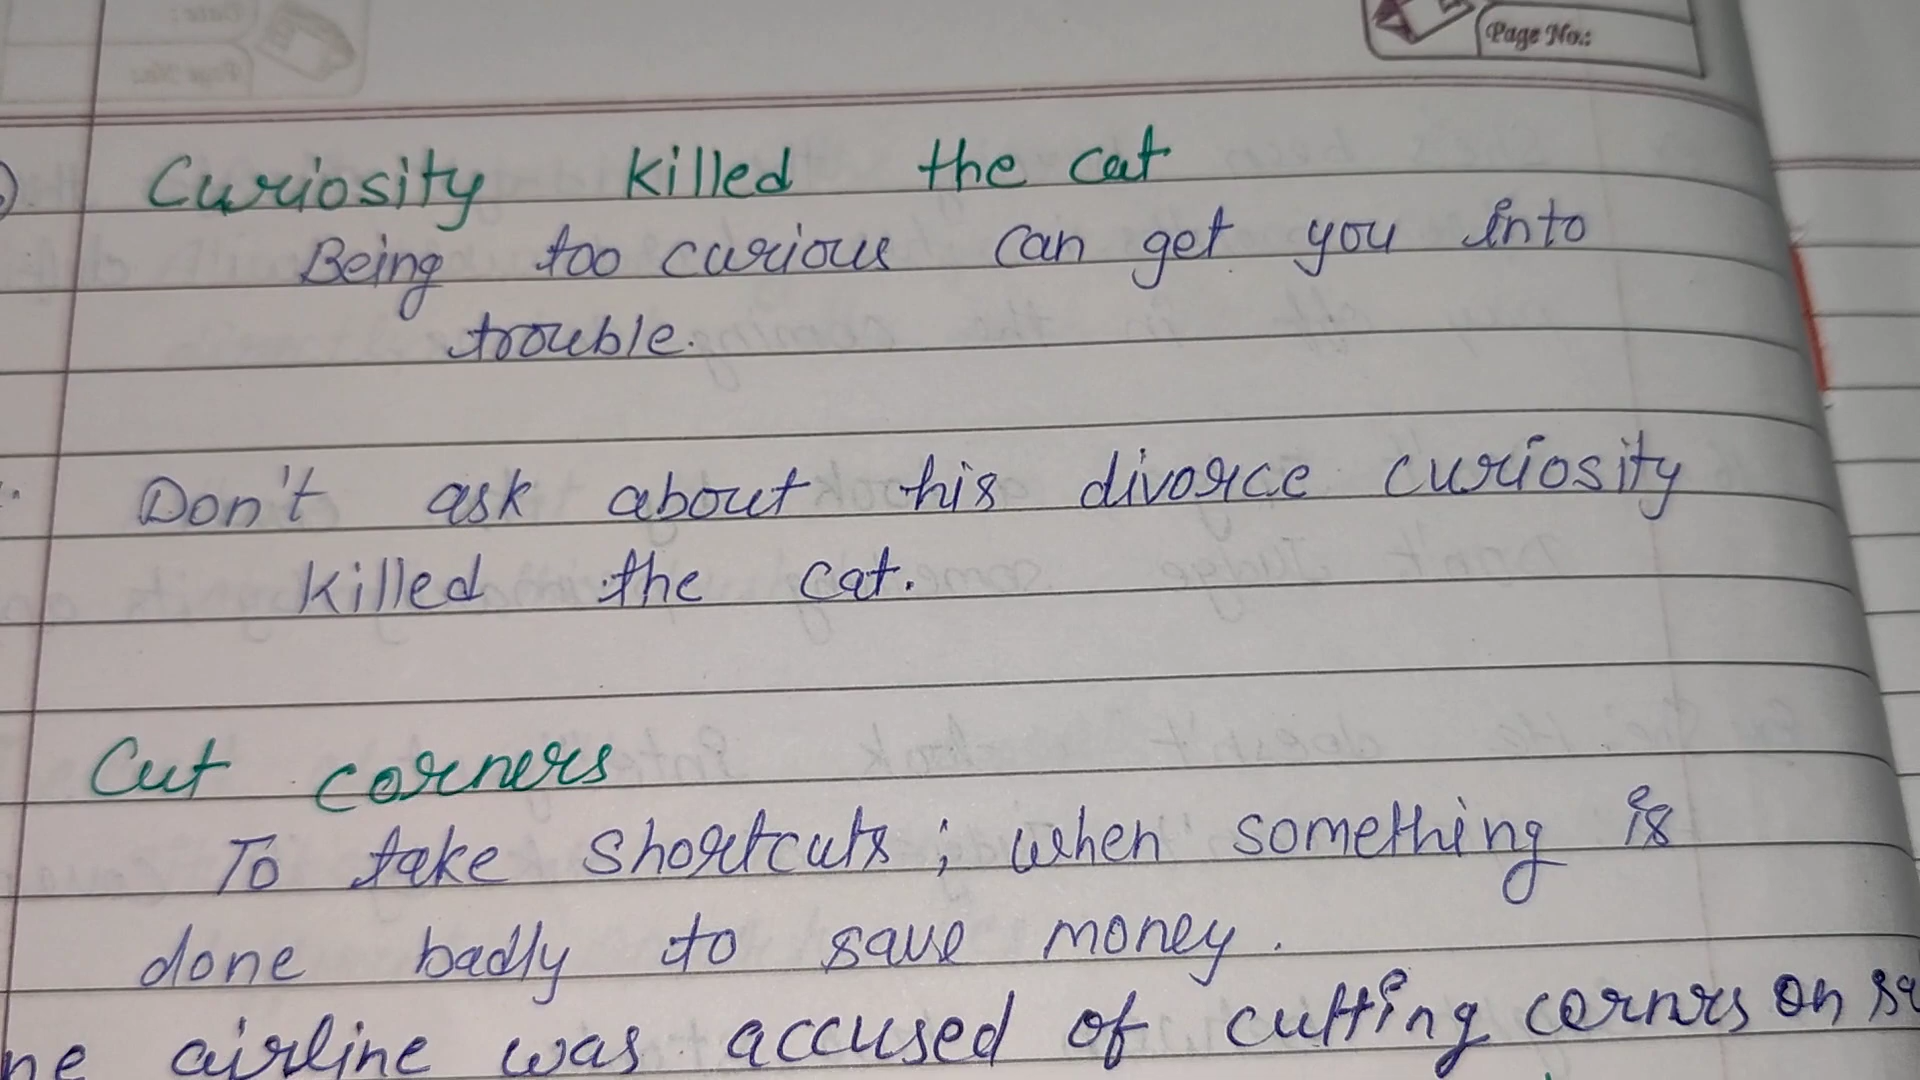 Page No.:
Curiosity killed the cat
Being too curious can get you into
trouble.
Don't ask about his divorce curiosity
killed the cat.
Cut corners
To take shortcuts; when something is
done badly to save money.
airline was accused of cutting corners on